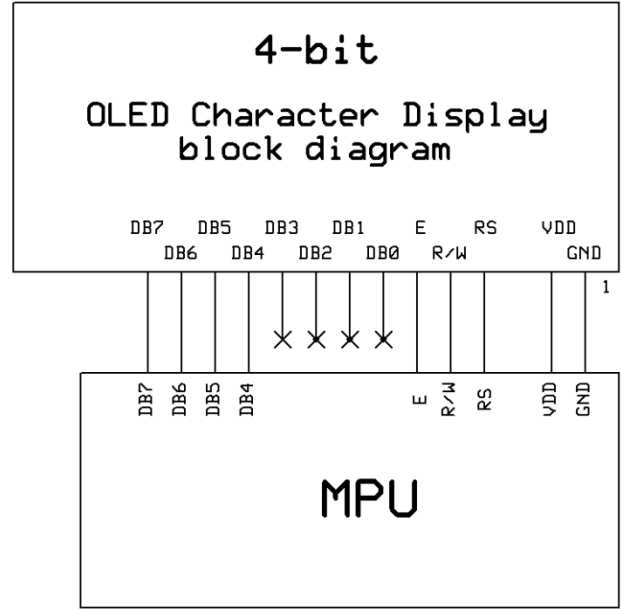 4-bit
OLED Character Display
block diagram
DB7 DB5 DB3 DB1 E RS VDD
DB6 DB4 DB2 DB0 R/W GND
1
DB7 DB6 DB5 DB4 E R/W RS VDD GND
MPU